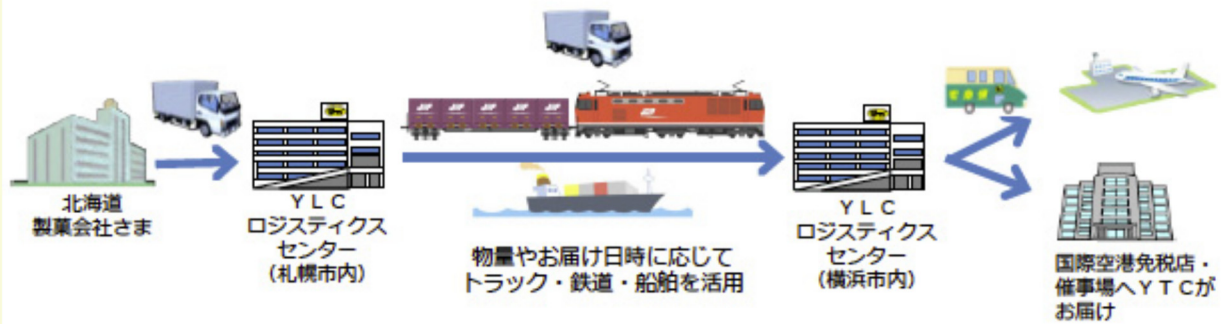 北海道
製菓会社さま
ＹＬＣ
ロジスティクス
センター
（札幌市内）
物量やお届け日時に応じて
トラック・鉄道・船舶を活用
ＹＬＣ
ロジスティクス
センター
（横浜市内）
国際空港免税店・
催事場へＹＴＣが
お届け